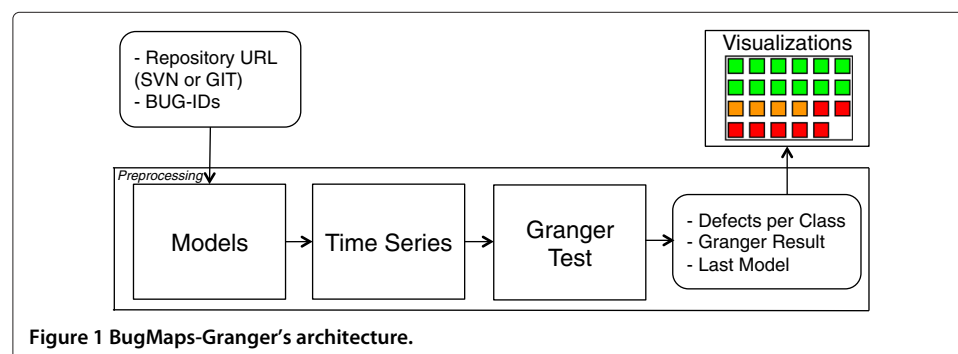 - Repository URL
(SVN or GIT)
- BUG-IDs
Visualizations
Preprocessing
Models
Time Series
Granger
Test
- Defects per Class
- Granger Result
- Last Model
Figure 1 BugMaps-Granger's architecture.